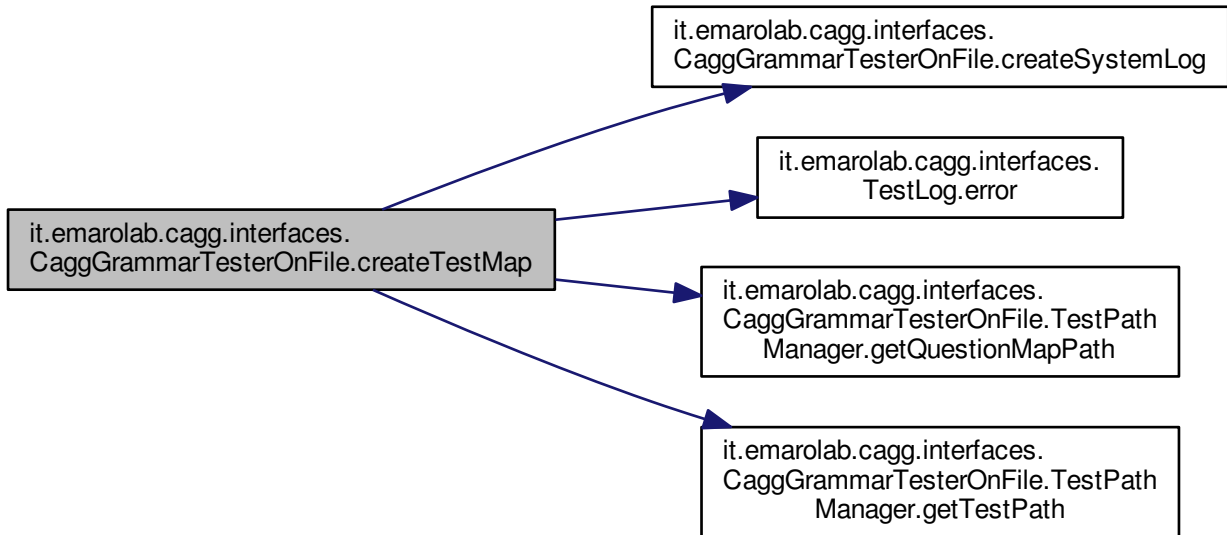 it.emarolab.cagg.interfaces.
CaggGrammarTesterOnFile.createSystemLog
it.emarolab.cagg.interfaces.
TestLog.error
it.emarolab.cagg.interfaces.
CaggGrammarTesterOnFile.createTestMap
it.emarolab.cagg.interfaces.
CaggGrammarTesterOnFile.TestPath
Manager.getQuestionMapPath
it.emarolab.cagg.interfaces.
CaggGrammarTesterOnFile.TestPath
Manager.getTestPath